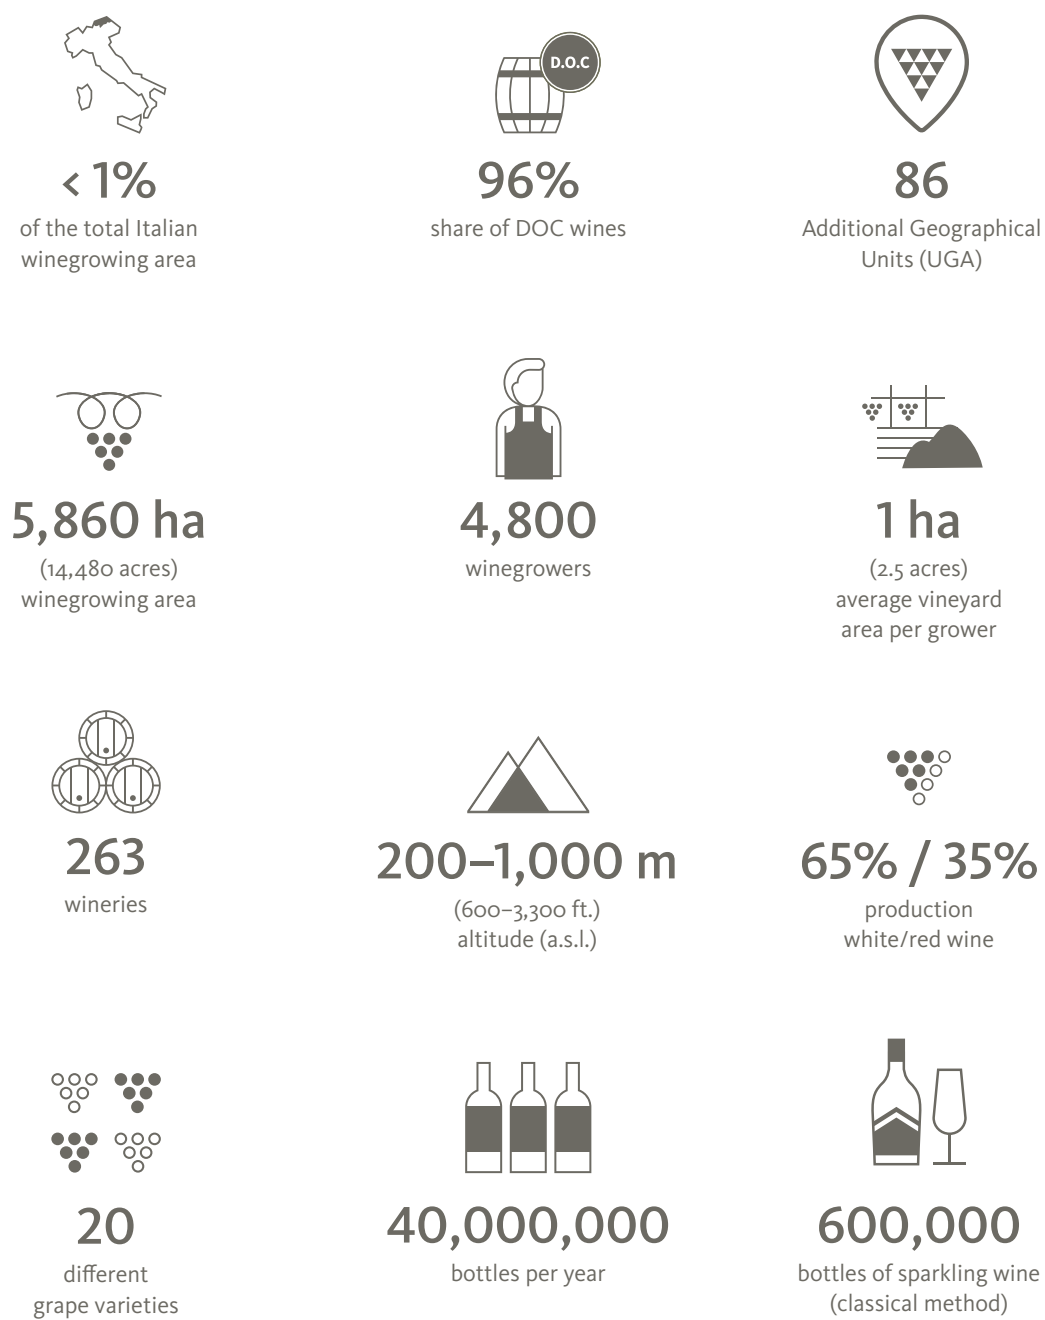 D.O.C
< 1%
of the total Italian
winegrowing area
96%
share of DOC wines
86
Additional Geographical
Units (UGA)
5,860 ha
(14,480 acres)
winegrowing area
4,800
winegrowers
1 ha
(2.5 acres)
average vineyard
area per grower
263
wineries
200–1,000 m
(600–3,300 ft.)
altitude (a.s.l.)
65% / 35%
production
white/red wine
20
different
grape varieties
40,000,000
bottles per year
600,000
bottles of sparkling wine
(classical method)